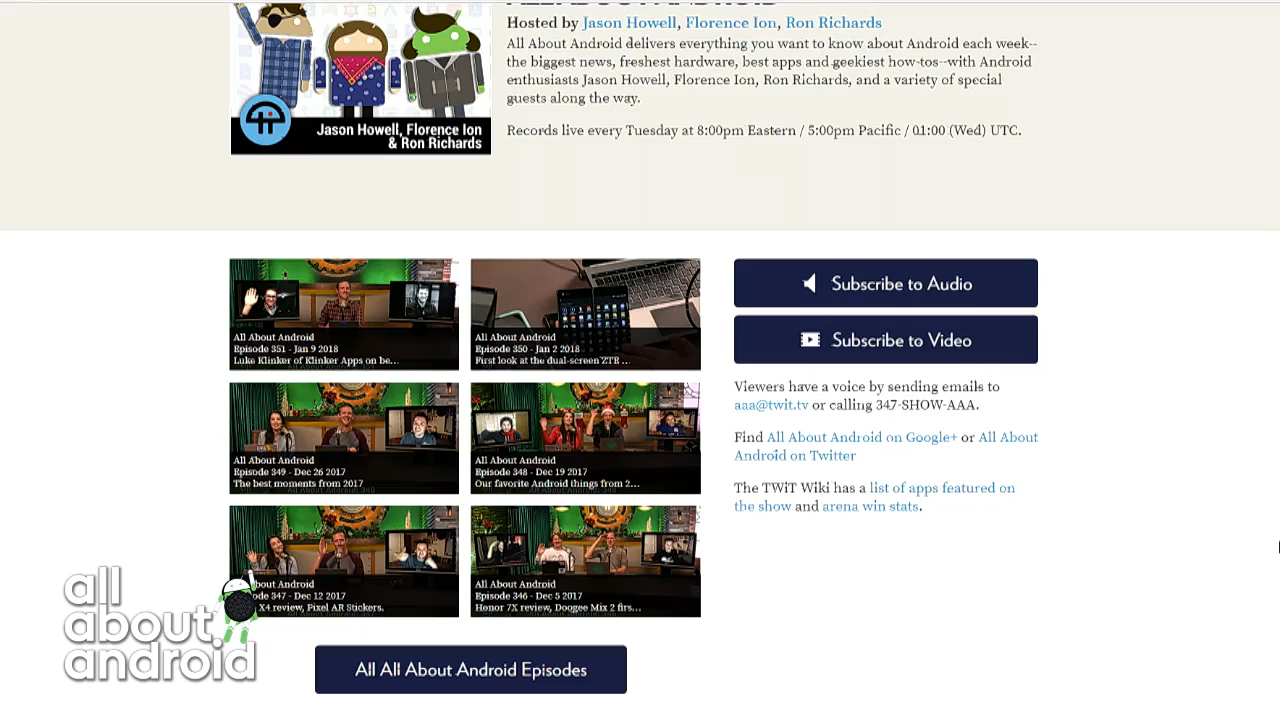 ALL ABOUT ANDROID
Hosted by Jason Howell, Florence Ion, Ron Richards
All About Android delivers everything you want to know about Android each week--
the biggest news, freshest hardware, best apps and geekiest how-tos--with Android
enthusiasts Jason Howell, Florence Ion, Ron Richards, and a variety of special
guests along the way.
Records live every Tuesday at 8:00pm Eastern / 5:00pm Pacific / 01:00 (Wed) UTC.
Jason Howell, Florence Ion
& Ron Richards
All About Android
Episode 351 - Jan 9 2018
Luke Klinker of Klinker Apps on be...
All About Android
Episode 350 - Jan 2 2018
First look at the dual-screen ZTE ...
All About Android
Episode 349 - Dec 26 2017
The best moments from 2017
All About Android
Episode 348 - Dec 19 2017
Our favorite Android things from 2...
bout Android
ode 347 - Dec 12 2017
X4 review, Pixel AR Stickers.
All About Android
Episode 346 - Dec 5 2017
Honor 7X review, Doogee Mix 2 firs...
All All About Android Episodes
Subscribe to Audio
Subscribe to Video
Viewers have a voice by sending emails to
aaa@twit.tv or calling 347-SHOW-AAA.
Find All About Android on Google+ or All About
Android on Twitter
The TWiT Wiki has a list of apps featured on
the show and arena win stats.
all
about
android